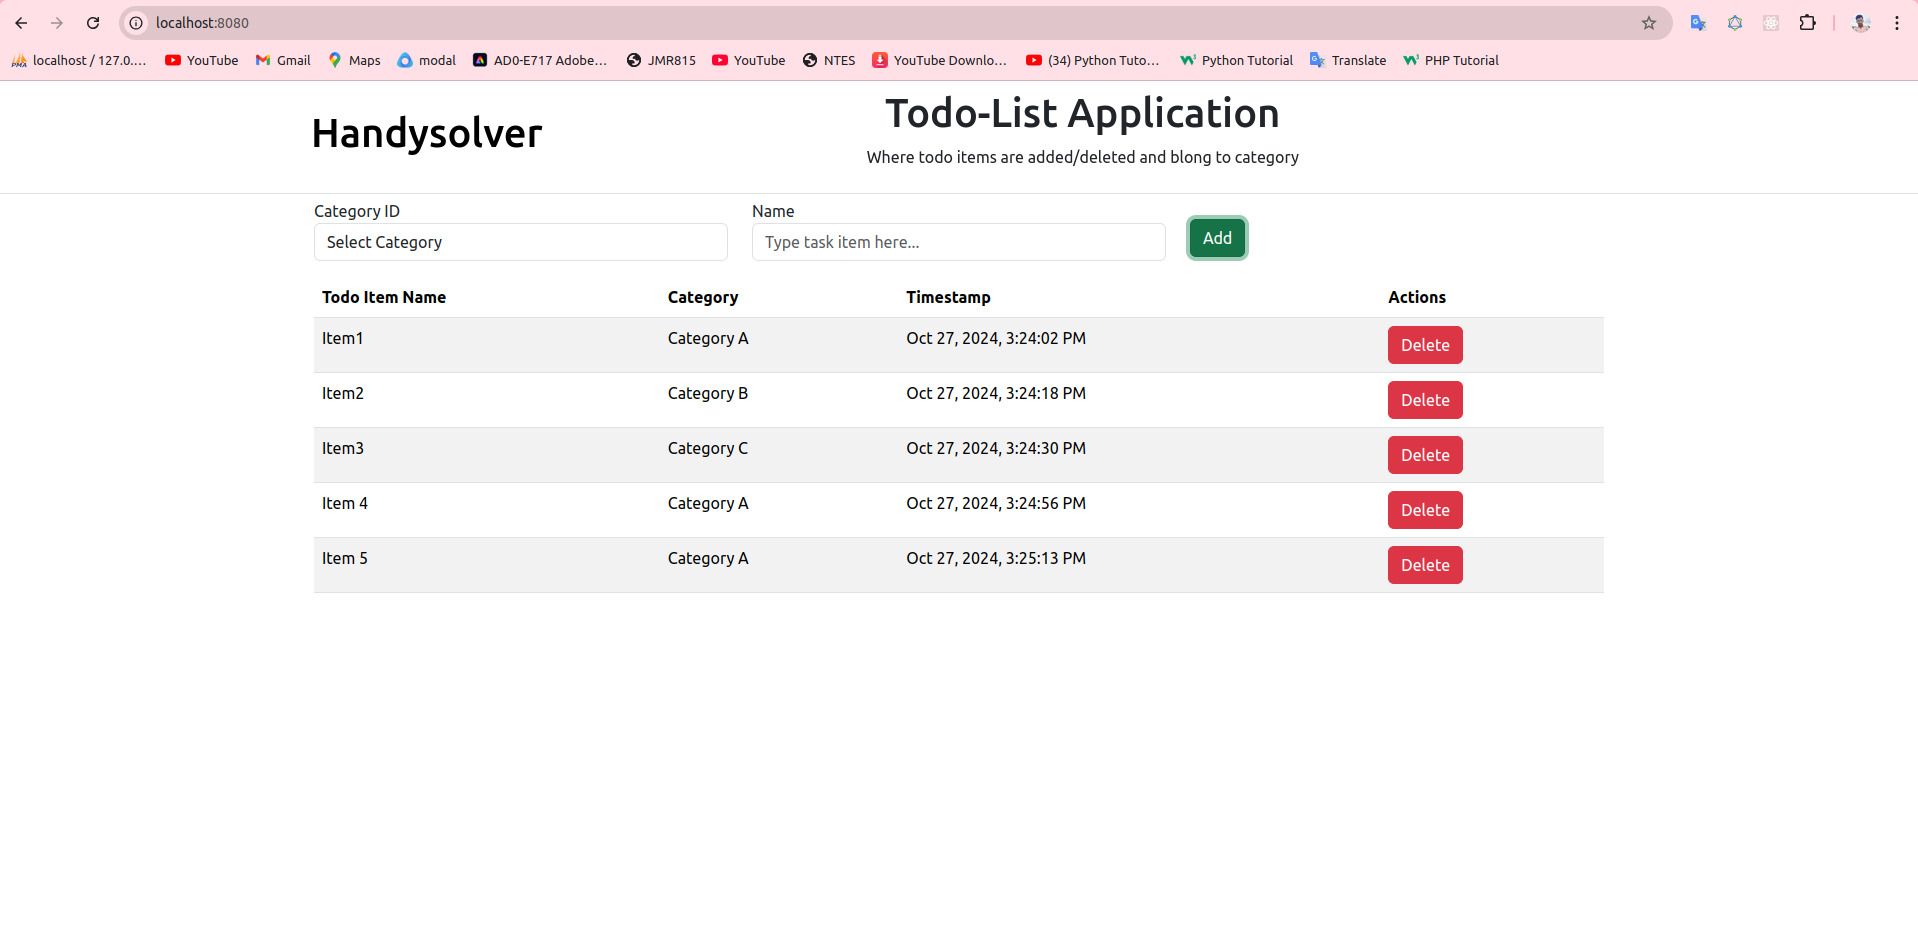 localhost:8080
localhost / 127.0.... YouTube Gmail Maps modal AD0-E717 Adobe... JMR815 YouTube NTES YouTube Downlo... (34) Python Tuto... Python Tutorial Translate PHP Tutorial
Handysolver
Todo-List Application
Where todo items are added/deleted and blong to category
Category ID Name
Select Category Type task item here... Add
Todo Item Name Category Timestamp Actions
Item1 Category A Oct 27, 2024, 3:24:02 PM Delete
Item2 Category B Oct 27, 2024, 3:24:18 PM Delete
Item3 Category C Oct 27, 2024, 3:24:30 PM Delete
Item 4 Category A Oct 27, 2024, 3:24:56 PM Delete
Item 5 Category A Oct 27, 2024, 3:25:13 PM Delete